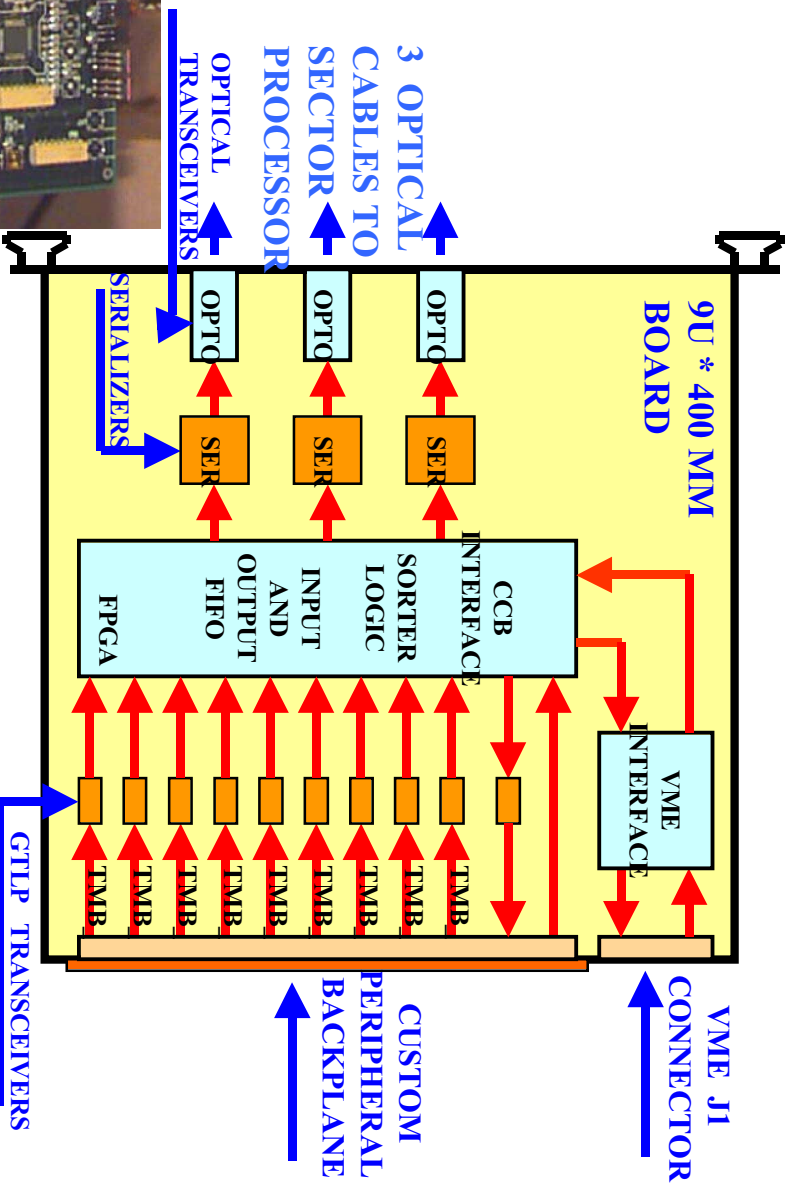 9U * 400 MM
BOARD
3 OPTICAL
CABLES TO
SECTOR
PROCESSOR
OPTICAL
TRANSCEIVERS
SERIALIZERS
OPTO
OPTO
OPTO
SER
SER
SER
CCB
INTERFACE
SORTER
LOGIC
INPUT
AND
OUTPUT
FIFO
FPGA
VME
INTERFACE
TMB
TMB
TMB
TMB
TMB
TMB
TMB
TMB
TMB
VME J1
CONNECTOR
CUSTOM
PERIPHERAL
BACKPLANE
GTLP TRANSCEIVERS